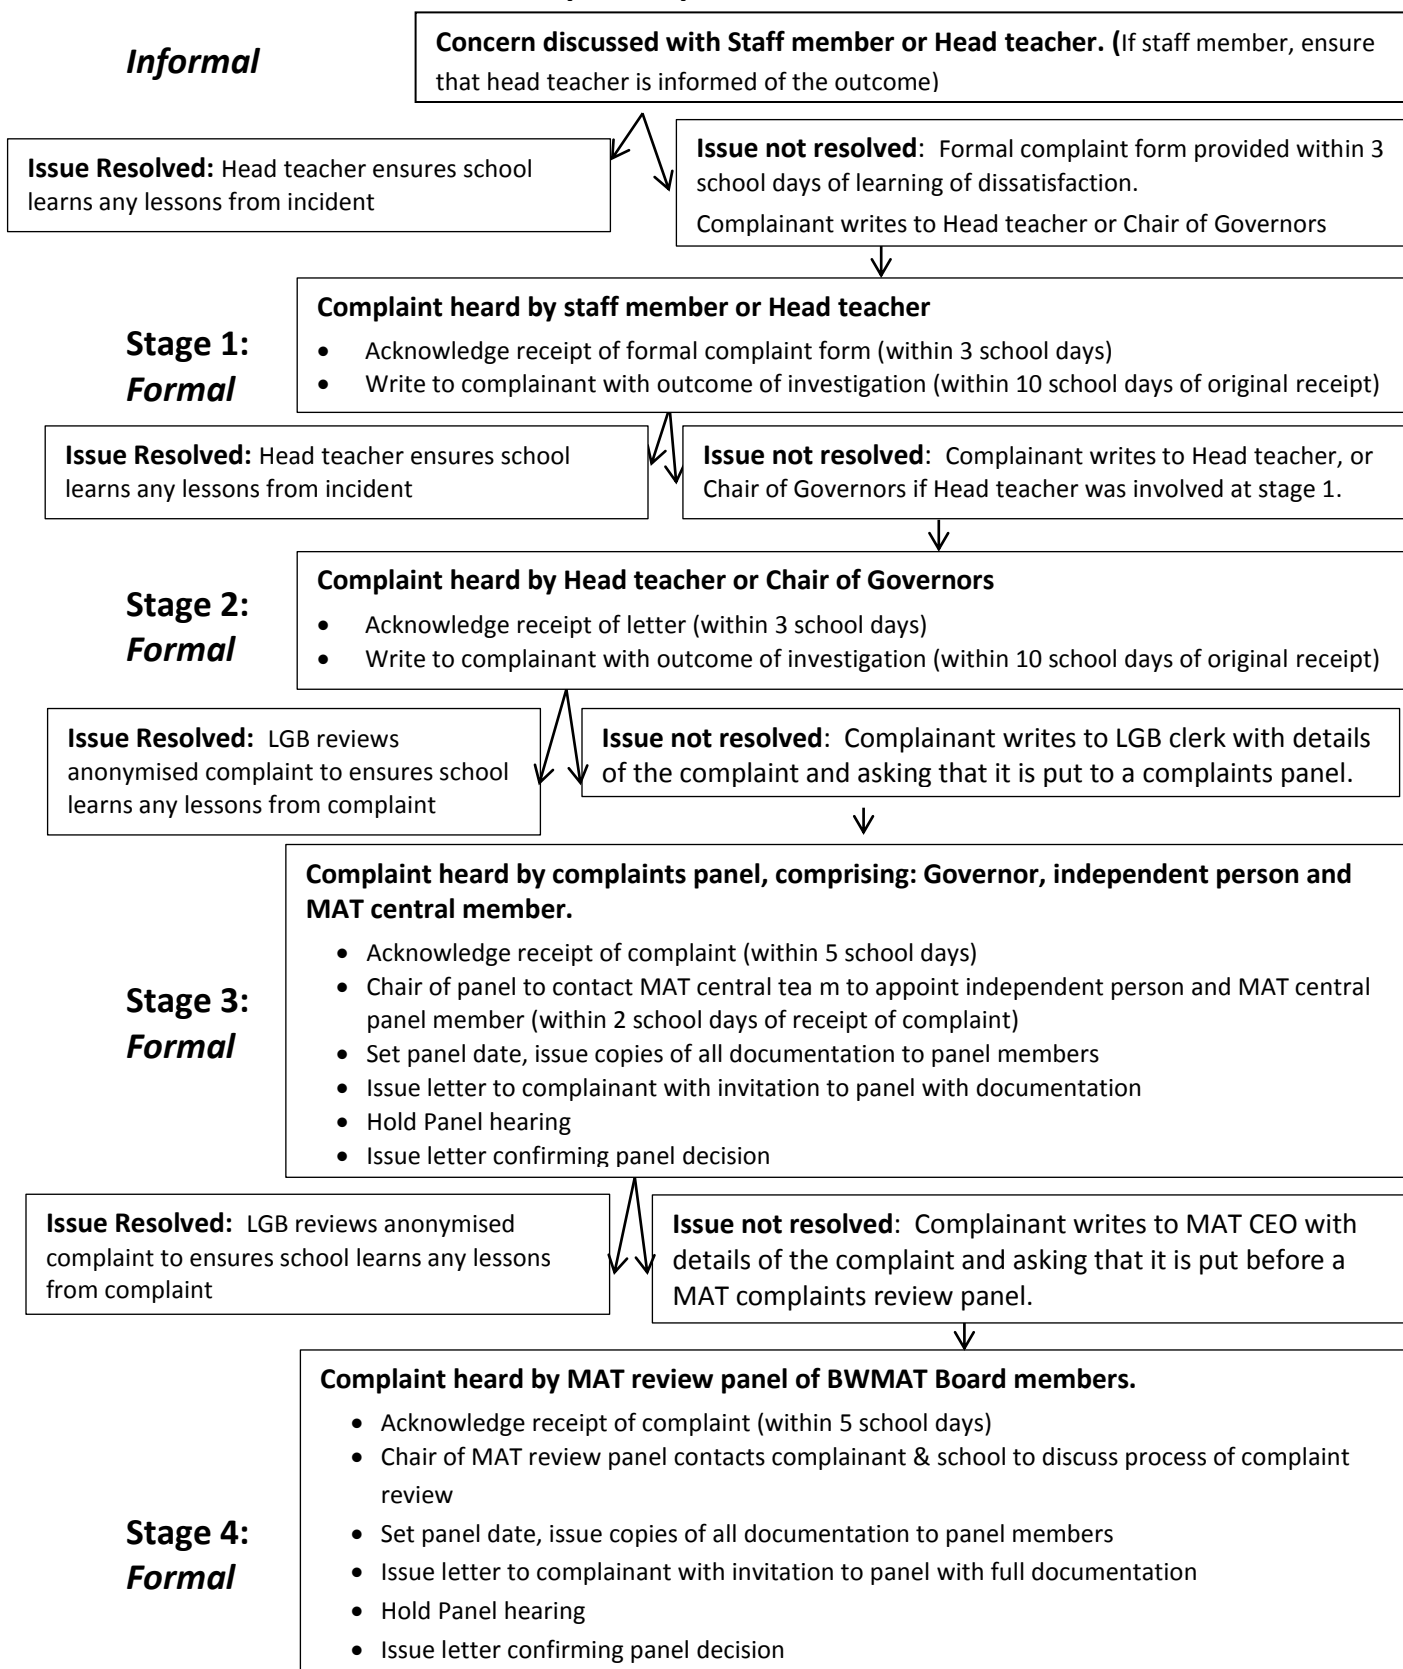 Informal
Concern discussed with Staff member or Head teacher. (If staff member, ensure
that head teacher is informed of the outcome)
Issue Resolved: Head teacher ensures school
learns any lessons from incident
Issue not resolved: Formal complaint form provided within 3
school days of learning of dissatisfaction.
Complainant writes to Head teacher or Chair of Governors
Stage 1:
Formal
Complaint heard by staff member or Head teacher
• Acknowledge receipt of formal complaint form (within 3 school days)
• Write to complainant with outcome of investigation (within 10 school days of original receipt)
Issue Resolved: Head teacher ensures school
learns any lessons from incident
Issue not resolved: Complainant writes to Head teacher, or
Chair of Governors if Head teacher was involved at stage 1.
Stage 2:
Formal
Complaint heard by Head teacher or Chair of Governors
• Acknowledge receipt of letter (within 3 school days)
• Write to complainant with outcome of investigation (within 10 school days of original receipt)
Issue Resolved: LGB reviews
anonymised complaint to ensures school
learns any lessons from complaint
Issue not resolved: Complainant writes to LGB clerk with details
of the complaint and asking that it is put to a complaints panel.
Stage 3:
Formal
Complaint heard by complaints panel, comprising: Governor, independent person and
MAT central member.
• Acknowledge receipt of complaint (within 5 school days)
• Chair of panel to contact MAT central tea m to appoint independent person and MAT central
panel member (within 2 school days of receipt of complaint)
• Set panel date, issue copies of all documentation to panel members
• Issue letter to complainant with invitation to panel with documentation
• Hold Panel hearing
• Issue letter confirming panel decision
Issue Resolved: LGB reviews anonymised
complaint to ensures school learns any lessons
from complaint
Issue not resolved: Complainant writes to MAT CEO with
details of the complaint and asking that it is put before a
MAT complaints review panel.
Stage 4:
Formal
Complaint heard by MAT review panel of BWMAT Board members.
• Acknowledge receipt of complaint (within 5 school days)
• Chair of MAT review panel contacts complainant & school to discuss process of complaint
review
• Set panel date, issue copies of all documentation to panel members
• Issue letter to complainant with invitation to panel with full documentation
• Hold Panel hearing
• Issue letter confirming panel decision